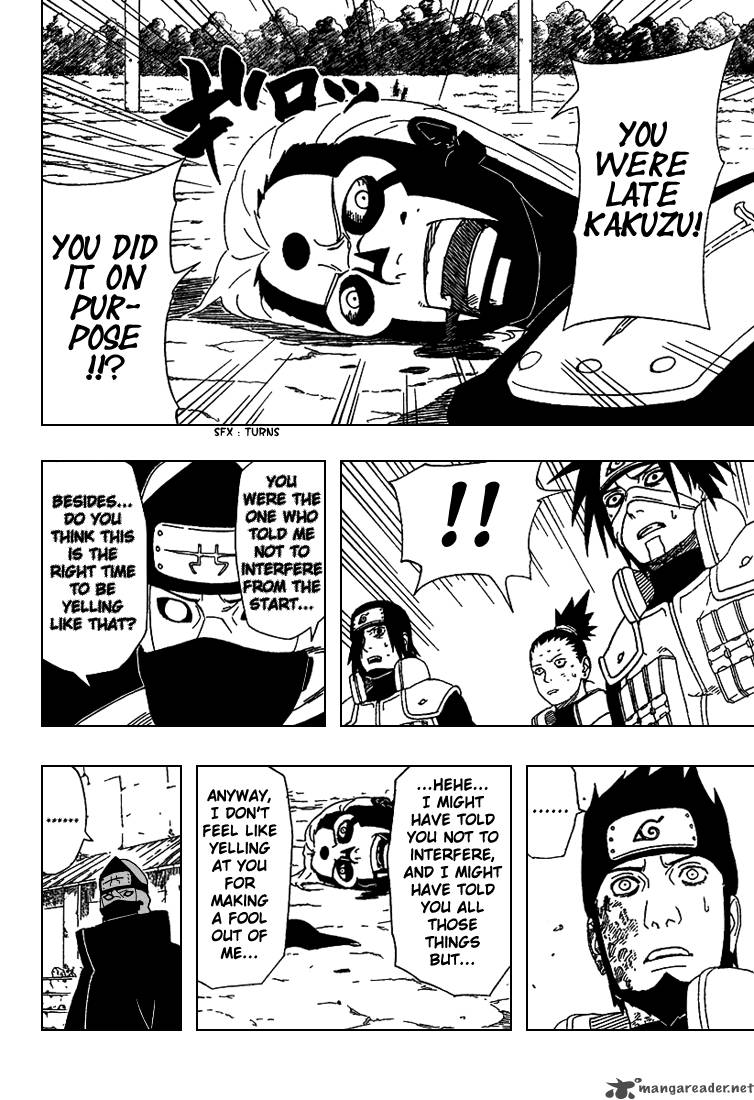 YOU
WERE
LATE
KAKUZU!
ギロッ
YOU DID
IT ON
PUR-
POSE
!!?
SFX : TURNS
!!
YOU
WERE THE
ONE WHO
TOLD ME
NOT TO
INTERFERE
FROM THE
START...
BESIDES...
DO YOU
THINK THIS
IS THE
RIGHT TIME
TO BE
YELLING
LIKE THAT?
......
...HEHE...
I MIGHT
HAVE TOLD
YOU NOT TO
INTERFERE,
AND I MIGHT
HAVE TOLD
YOU ALL
THOSE
THINGS
BUT...
ANYWAY,
I DON'T
FEEL LIKE
YELLING
AT YOU
FOR
MAKING
A FOOL
OUT OF
ME...
......
mangareader.net